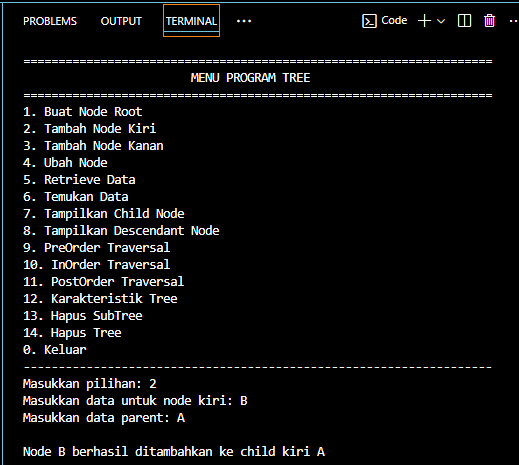 PROBLEMS OUTPUT TERMINAL ... Code
======================================================================
MENU PROGRAM TREE
======================================================================
1. Buat Node Root
2. Tambah Node Kiri
3. Tambah Node Kanan
4. Ubah Node
5. Retrieve Data
6. Temukan Data
7. Tampilkan Child Node
8. Tampilkan Descendant Node
9. PreOrder Traversal
10. InOrder Traversal
11. PostOrder Traversal
12. Karakteristik Tree
13. Hapus SubTree
14. Hapus Tree
0. Keluar
----------------------------------------------------------------------
Masukkan pilihan: 2
Masukkan data untuk node kiri: B
Masukkan data parent: A
Node B berhasil ditambahkan ke child kiri A